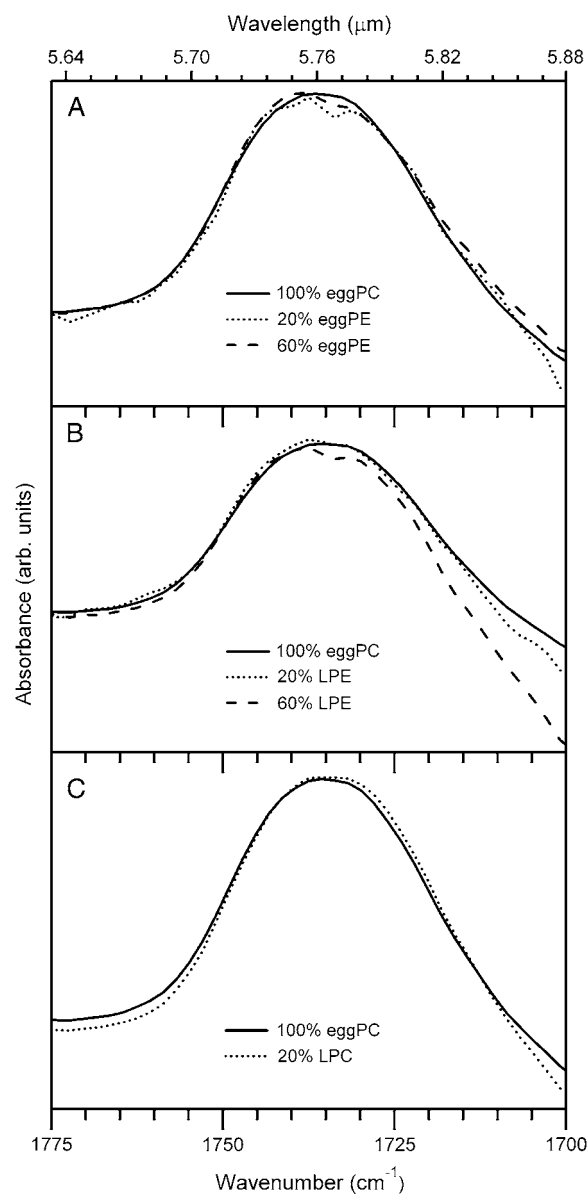 Wavelength (μm)
5.64 5.70 5.76 5.82 5.88
A
100% eggPC
20% eggPE
60% eggPE
B
100% eggPC
20% LPE
60% LPE
Absorbance (arb. units)
C
100% eggPC
20% LPC
1775 1750 1725 1700
Wavenumber (cm⁻¹)